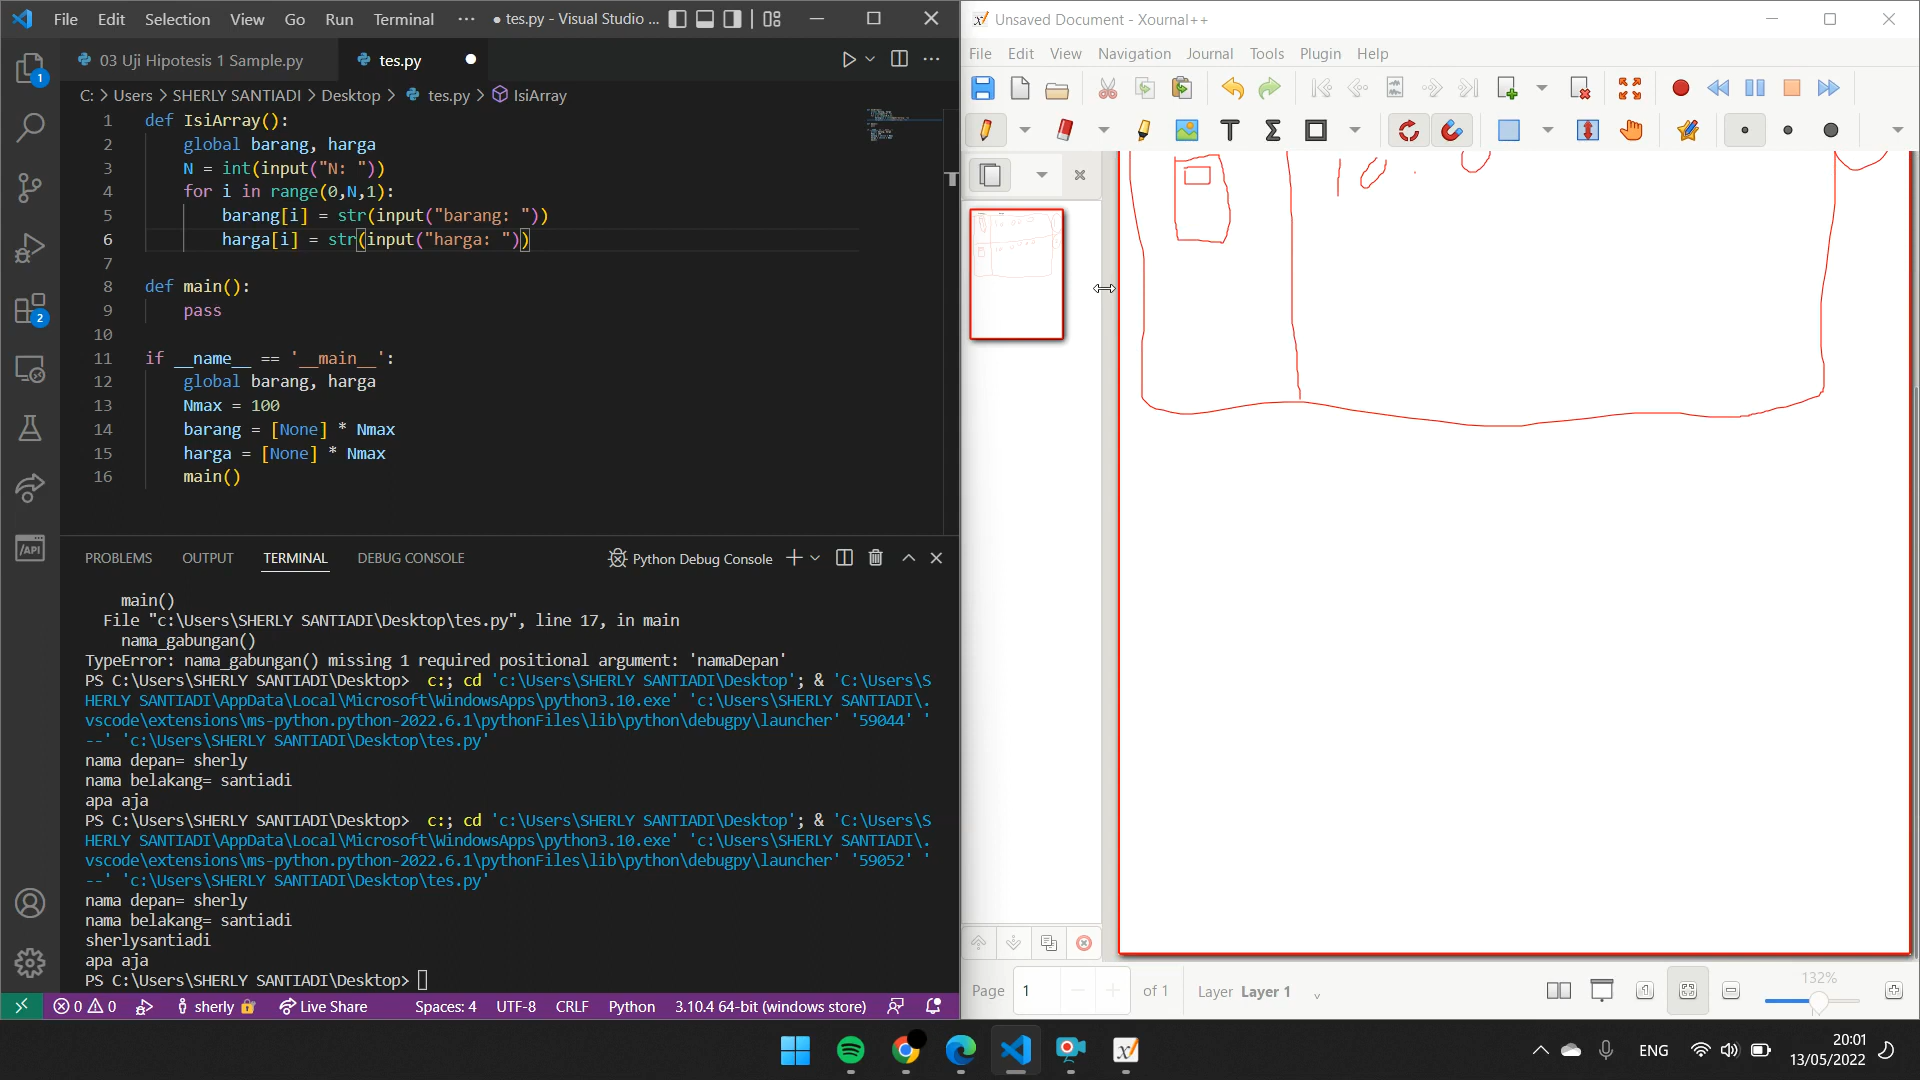 File Edit Selection View Go Run Terminal ··· ● tes.py - Visual Studio ...
03 Uji Hipotesis 1 Sample.py
tes.py ●
C: > Users > SHERLY SANTIADI > Desktop > tes.py > IsiArray
1 def IsiArray():
2 global barang, harga
3 N = int(input("N: "))
4 for i in range(0,N,1):
5 barang[i] = str(input("barang: "))
6 harga[i] = str(input("harga: "))
7
8 def main():
9 pass
10
11 if __name__ == '__main__':
12 global barang, harga
13 Nmax = 100
14 barang = [None] * Nmax
15 harga = [None] * Nmax
16 main()
1
2
/API
PROBLEMS OUTPUT TERMINAL DEBUG CONSOLE
Python Debug Console
main()
File "c:\Users\SHERLY SANTIADI\Desktop\tes.py", line 17, in main
nama_gabungan()
TypeError: nama_gabungan() missing 1 required positional argument: 'namaDepan'
PS C:\Users\SHERLY SANTIADI\Desktop> c:; cd 'c:\Users\SHERLY SANTIADI\Desktop'; & 'C:\Users\S
HERLY SANTIADI\AppData\Local\Microsoft\WindowsApps\python3.10.exe' 'c:\Users\SHERLY SANTIADI\.
vscode\extensions\ms-python.python-2022.6.1\pythonFiles\lib\python\debugpy\launcher' '59044' '
--' 'c:\Users\SHERLY SANTIADI\Desktop\tes.py'
nama depan= sherly
nama belakang= santiadi
apa aja
PS C:\Users\SHERLY SANTIADI\Desktop> c:; cd 'c:\Users\SHERLY SANTIADI\Desktop'; & 'C:\Users\S
HERLY SANTIADI\AppData\Local\Microsoft\WindowsApps\python3.10.exe' 'c:\Users\SHERLY SANTIADI\.
vscode\extensions\ms-python.python-2022.6.1\pythonFiles\lib\python\debugpy\launcher' '59052' '
--' 'c:\Users\SHERLY SANTIADI\Desktop\tes.py'
nama depan= sherly
nama belakang= santiadi
sherlysantiadi
apa aja
PS C:\Users\SHERLY SANTIADI\Desktop>
0 0 sherly Live Share Spaces: 4 UTF-8 CRLF Python 3.10.4 64-bit (windows store)
Unsaved Document - Xournal++
File Edit View Navigation Journal Tools Plugin Help
Page 1 of 1 Layer Layer 1 132%
ENG
20:01
13/05/2022